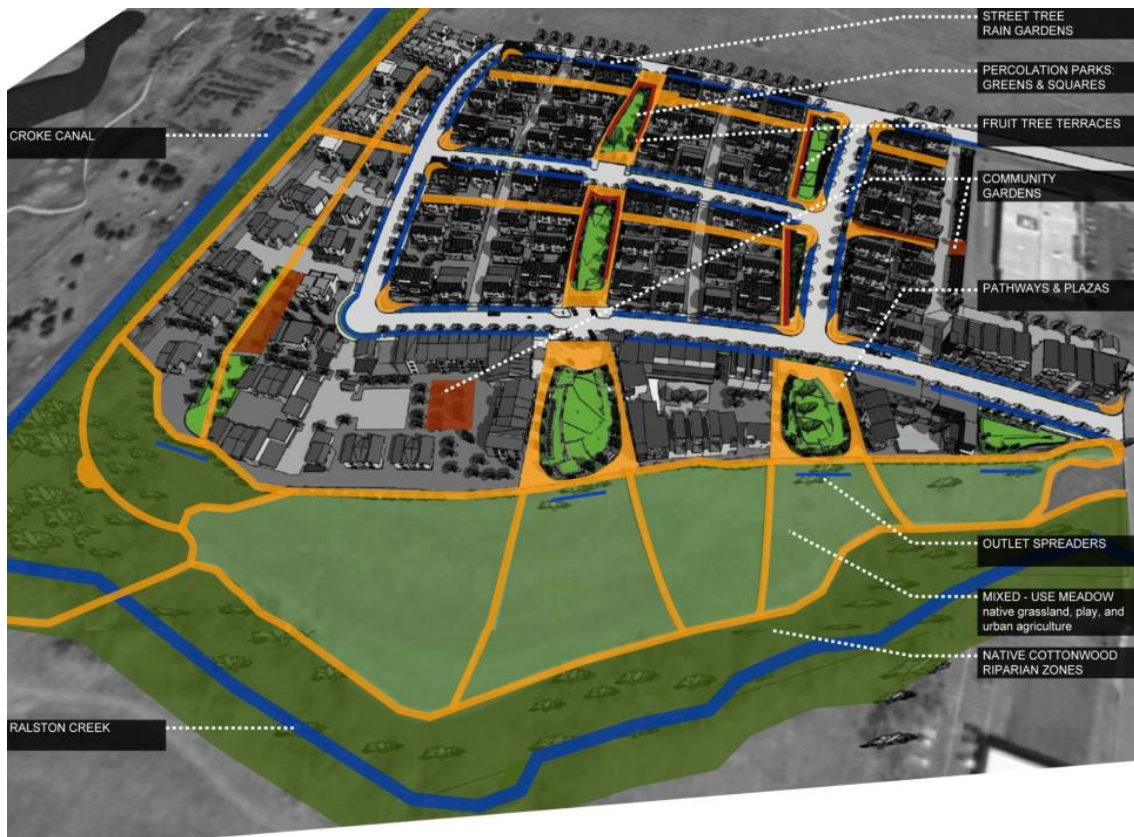 STREET TREE
RAIN GARDENS
PERCOLATION PARKS:
GREENS & SQUARES
CROKE CANAL
FRUIT TREE TERRACES
COMMUNITY
GARDENS
PATHWAYS & PLAZAS
OUTLET SPREADERS
MIXED - USE MEADOW
native grassland, play, and
urban agriculture
NATIVE COTTONWOOD
RIPARIAN ZONES
RALSTON CREEK